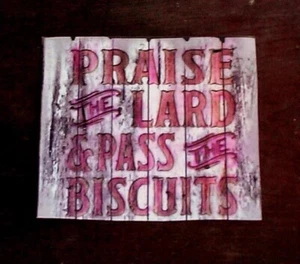 PRAISE
THE LARD
& PASS THE
BISCUITS